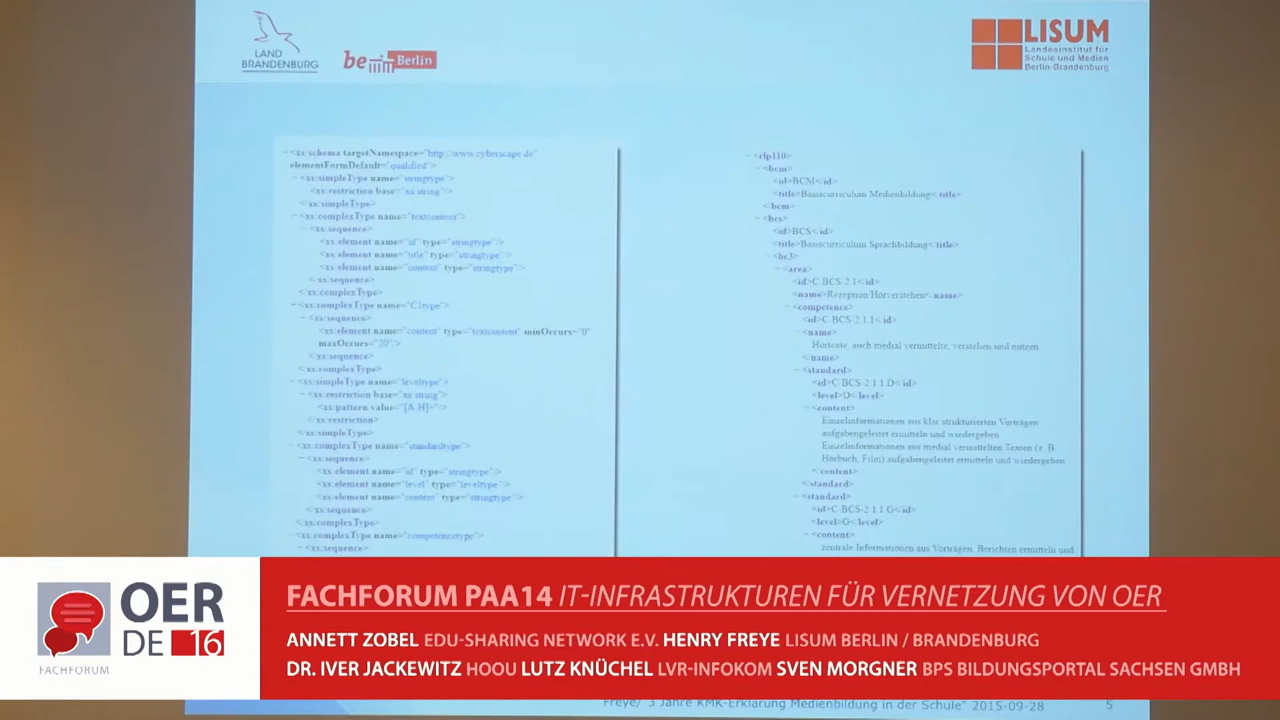 LAND
BRANDENBURG
be Berlin
LISUM
Landesinstitut für
Schule und Medien
Berlin-Brandenburg
−<xs:schema targetNamespace="http://www.cyberscape.de"
elementFormDefault="qualified">
−<xs:simpleType name="stringtype">
<xs:restriction base="xs:string"/>
</xs:simpleType>
−<xs:complexType name="textcontent">
−<xs:sequence>
<xs:element name="id" type="stringtype"/>
<xs:element name="title" type="stringtype"/>
<xs:element name="content" type="stringtype"/>
</xs:sequence>
</xs:complexType>
−<xs:complexType name="C1type">
−<xs:sequence>
<xs:element name="content" type="textcontent" minOccurs="0"
maxOccurs="20"/>
</xs:sequence>
</xs:complexType>
−<xs:simpleType name="leveltype">
−<xs:restriction base="xs:string">
<xs:pattern value="[A-H]+"/>
</xs:restriction>
</xs:simpleType>
−<xs:complexType name="standardtype">
−<xs:sequence>
<xs:element name="id" type="stringtype"/>
<xs:element name="level" type="leveltype"/>
<xs:element name="content" type="stringtype"/>
</xs:sequence>
</xs:complexType>
−<xs:complexType name="competencetype">
−<xs:sequence>
−<rlp110>
−<bcm>
<id>BCM</id>
<title>Basiscurriculum Medienbildung</title>
</bcm>
−<bcs>
<id>BCS</id>
<title>Basiscurriculum Sprachbildung</title>
−<bc3>
−<area>
<id>C-BCS-2.1</id>
<name>Rezeption/Hörverstehen</name>
−<competence>
<id>C-BCS-2.1.1</id>
−<name>
Hörtexte, auch medial vermittelte, verstehen und nutzen
</name>
−<standard>
<id>C-BCS-2.1.1.D</id>
<level>D</level>
−<content>
Einzelinformationen aus klar strukturierten Vorträgen
aufgabengeleitet ermitteln und wiedergeben
Einzelinformationen aus medial vermittelten Texten (z. B.
Hörbuch, Film) aufgabengeleitet ermitteln und wiedergeben
</content>
</standard>
−<standard>
<id>C-BCS-2.1.1.G</id>
<level>G</level>
−<content>
zentrale Informationen aus Vorträgen, Berichten ermitteln und
OER
DE 16
FACHFORUM
FACHFORUM PAA14 IT-INFRASTRUKTUREN FÜR VERNETZUNG VON OER
ANNETT ZOBEL EDU-SHARING NETWORK E.V. HENRY FREYE LISUM BERLIN / BRANDENBURG
DR. IVER JACKEWITZ HOOU LUTZ KNÜCHEL LVR-INFOKOM SVEN MORGNER BPS BILDUNGSPORTAL SACHSEN GMBH
Freye/ "3 Jahre KMK-Erklärung Medienbildung in der Schule" 2015-09-28 5